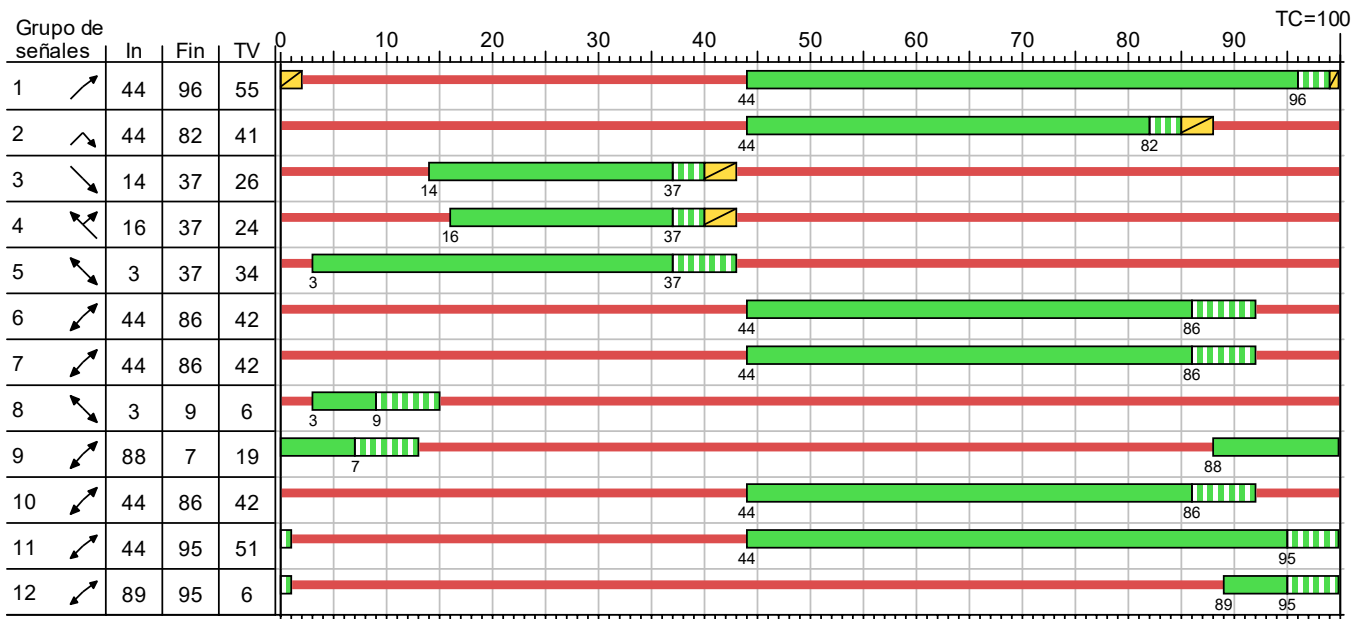 TC=100
Grupo de
señales In Fin TV 0 10 20 30 40 50 60 70 80 90
1 44 96 55
44 96
2 44 82 41
44 82
3 14 37 26
14 37
4 16 37 24
16 37
5 3 37 34
3 37
6 44 86 42
44 86
7 44 86 42
44 86
8 3 9 6
3 9
9 88 7 19
7 88
10 44 86 42
44 86
11 44 95 51
44 95
12 89 95 6
89 95